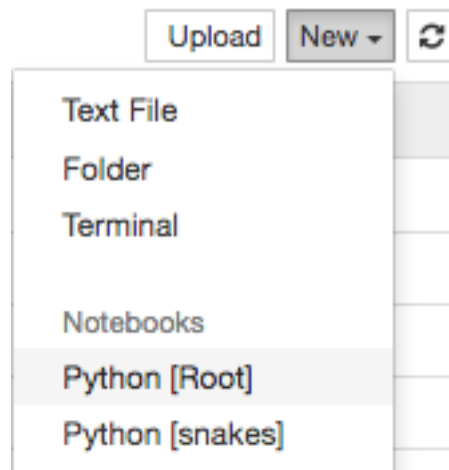 Upload New
Text File
Folder
Terminal
Notebooks
Python [Root]
Python [snakes]